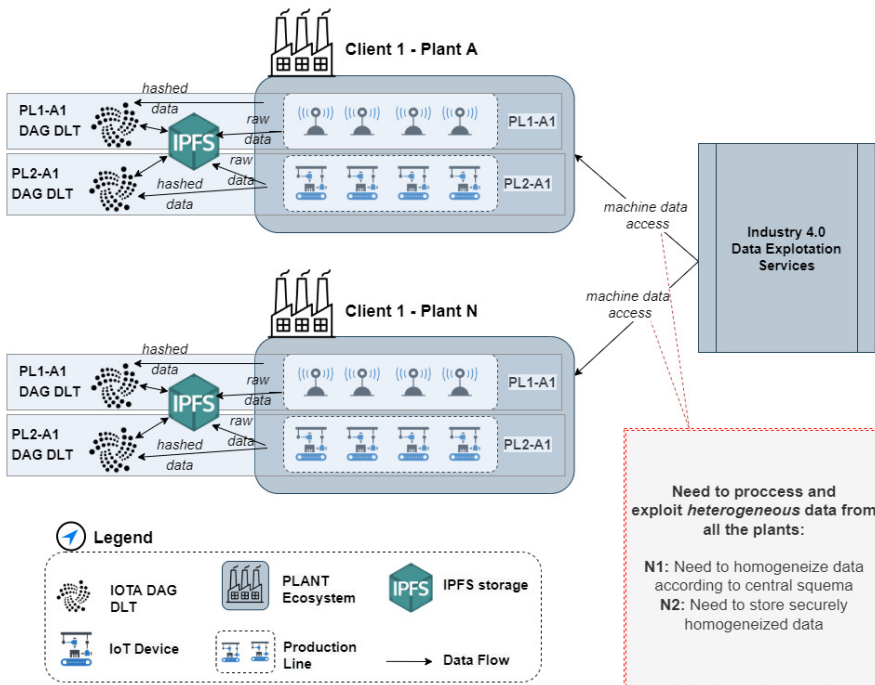 Client 1 - Plant A
hashed
data
PL1-A1
DAG DLT
raw
data
IPFS
PL1-A1
PL2-A1
DAG DLT
raw
data
hashed
data
PL2-A1
machine data
access
Industry 4.0
Data Explotation
Services
Client 1 - Plant N
machine data
access
hashed
data
PL1-A1
DAG DLT
raw
data
IPFS
PL1-A1
PL2-A1
DAG DLT
raw
data
hashed
data
PL2-A1
Need to proccess and
exploit heterogeneous data from
all the plants:
N1: Need to homogeneize data
according to central squema
N2: Need to store securely
homogeneized data
Legend
IOTA DAG
DLT
PLANT
Ecosystem
IPFS
IPFS storage
IoT Device
Production
Line
Data Flow